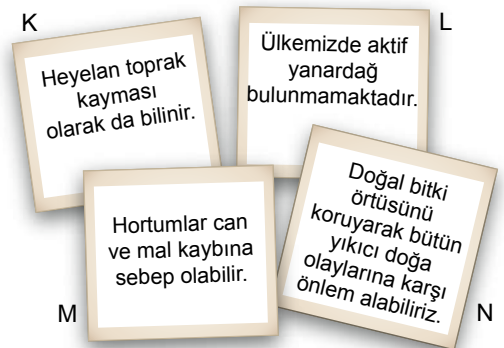 K
Heyelan toprak
kayması
olarak da bilinir.
L
Ülkemizde aktif
yanardağ
bulunmamaktadır.
M
Hortumlar can
ve mal kaybına
sebep olabilir.
N
Doğal bitki
örtüsünü
koruyarak bütün
yıkıcı doğa
olaylarına karşı
önlem alabiliriz.